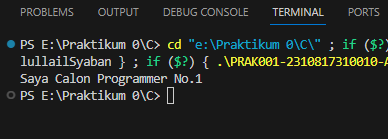 PROBLEMS OUTPUT DEBUG CONSOLE TERMINAL PORTS
PS E:\Praktikum 0\C> cd "e:\Praktikum 0\C\" ; if ($?)
lullailSyaban } ; if ($?) { .\PRAK001-2310817310010-A
Saya Calon Programmer No.1
PS E:\Praktikum 0\C>